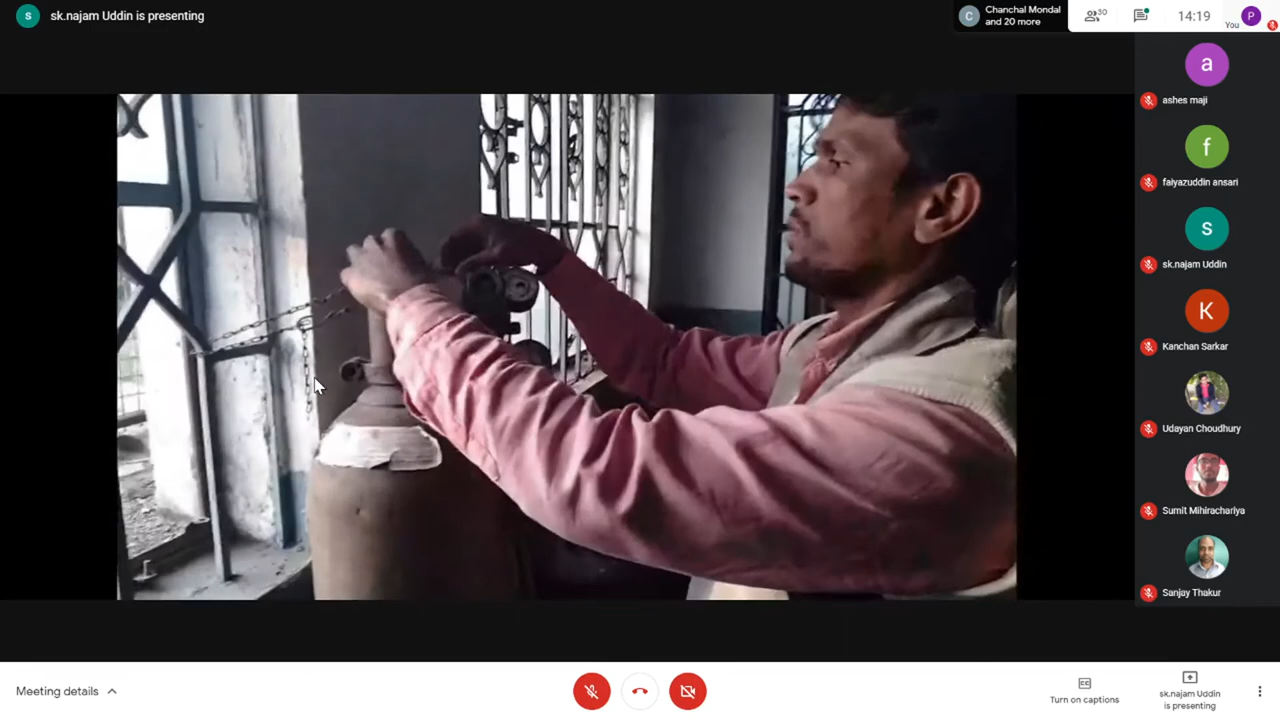 s
sk.najam Uddin is presenting
C
Chanchal Mondal
and 20 more
30
14:19
You
P
a
ashes maji
f
faiyazuddin ansari
s
sk.najam Uddin
K
Kanchan Sarkar
Udayan Choudhury
Sumit Mihirachariya
Sanjay Thakur
Meeting details
CC
Turn on captions
sk.najam Uddin
is presenting